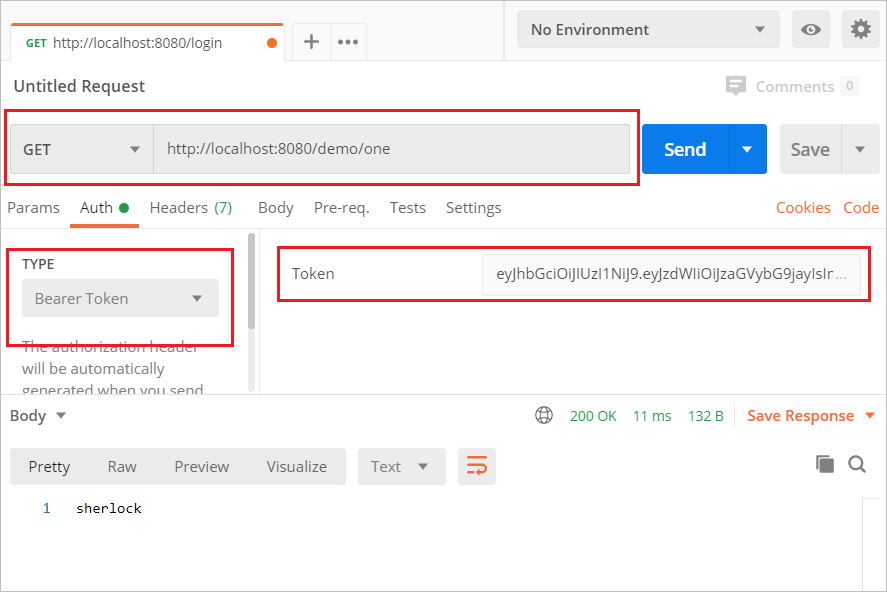 GET http://localhost:8080/login
No Environment
Untitled Request
Comments 0
GET http://localhost:8080/demo/one
Send
Save
Params Auth Headers (7) Body Pre-req. Tests Settings Cookies Code
TYPE
Bearer Token
Token eyJhbGciOiJIUzI1NiJ9.eyJzdWIiOiJzaGVybG9jayIsIr...
The authorization header
will be automatically
generated when you send
Body 200 OK 11 ms 132 B Save Response
Pretty Raw Preview Visualize Text
1 sherlock